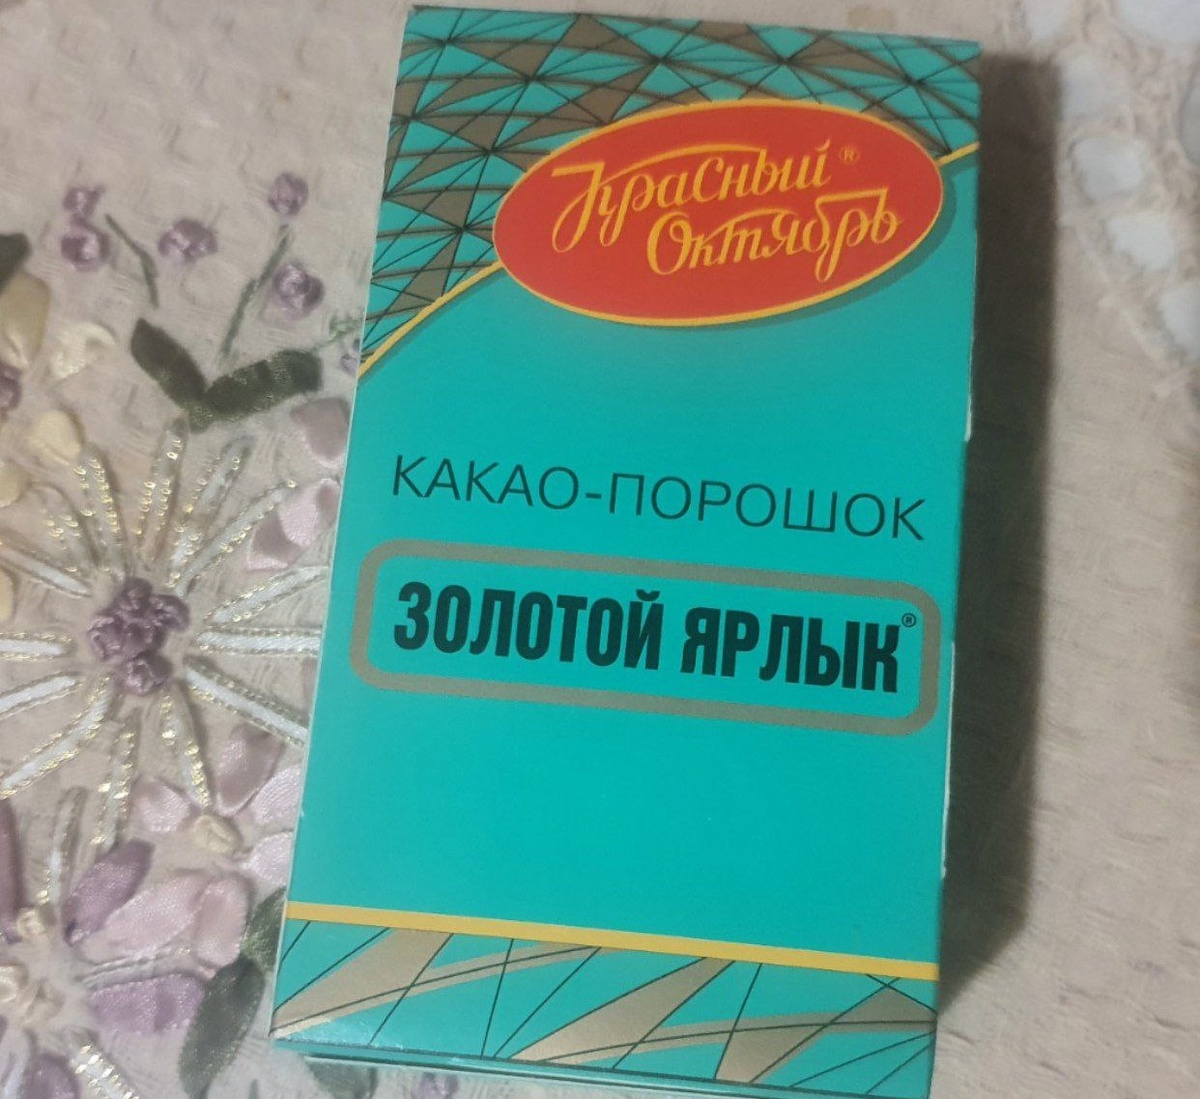 Красный ®
Октябрь
КАКАО-ПОРОШОК
ЗОЛОТОЙ ЯРЛЫК®